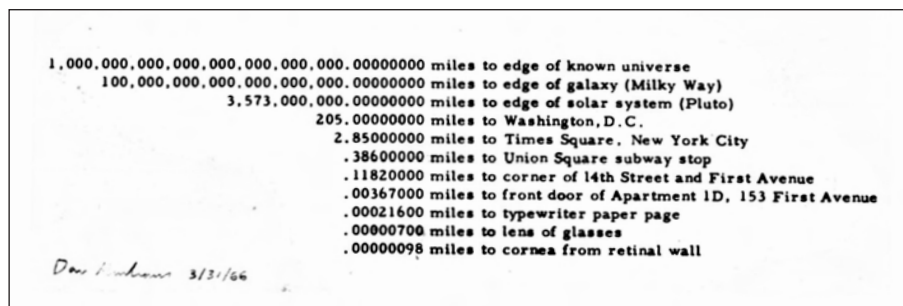 1,000,000,000,000,000,000,000,000.00000000 miles to edge of known universe
100,000,000,000,000,000,000.00000000 miles to edge of galaxy (Milky Way)
3,573,000,000.00000000 miles to edge of solar system (Pluto)
205.00000000 miles to Washington, D.C.
2.85000000 miles to Times Square, New York City
.38600000 miles to Union Square subway stop
.11820000 miles to corner of 14th Street and First Avenue
.00367000 miles to front door of Apartment 1D, 153 First Avenue
.00021600 miles to typewriter paper page
.00000700 miles to lens of glasses
.00000098 miles to cornea from retinal wall
Dan 3/31/66